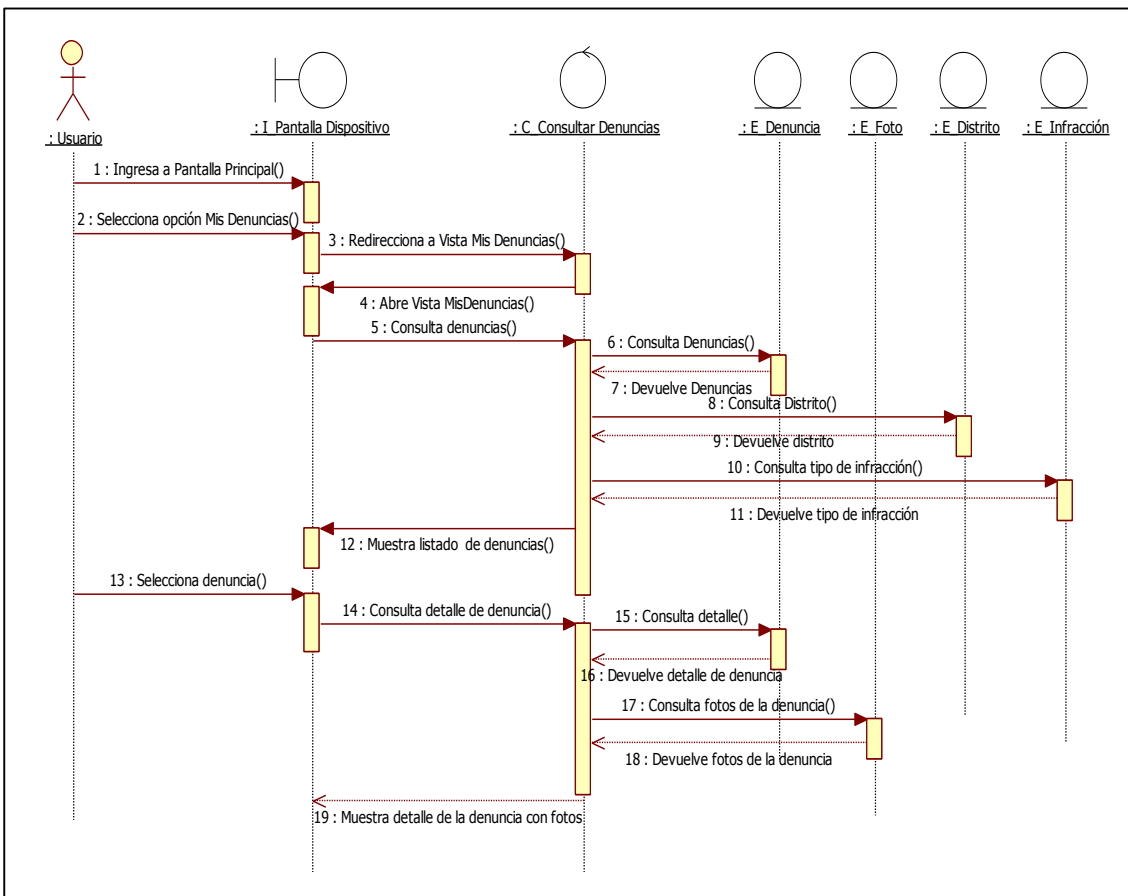 : Usuario
: I_Pantalla Dispositivo
: C_Consultar Denuncias
: E_Denuncia
: E_Foto
: E_Distrito
: E_Infracción
1 : Ingresa a Pantalla Principal()
2 : Selecciona opción Mis Denuncias()
3 : Redirecciona a Vista Mis Denuncias()
4 : Abre Vista MisDenuncias()
5 : Consulta denuncias()
6 : Consulta Denuncias()
7 : Devuelve Denuncias
8 : Consulta Distrito()
9 : Devuelve distrito
10 : Consulta tipo de infracción()
11 : Devuelve tipo de infracción
12 : Muestra listado  de denuncias()
13 : Selecciona denuncia()
14 : Consulta detalle de denuncia()
15 : Consulta detalle()
16 : Devuelve detalle de denuncia
17 : Consulta fotos de la denuncia()
18 : Devuelve fotos de la denuncia
19 : Muestra detalle de la denuncia con fotos